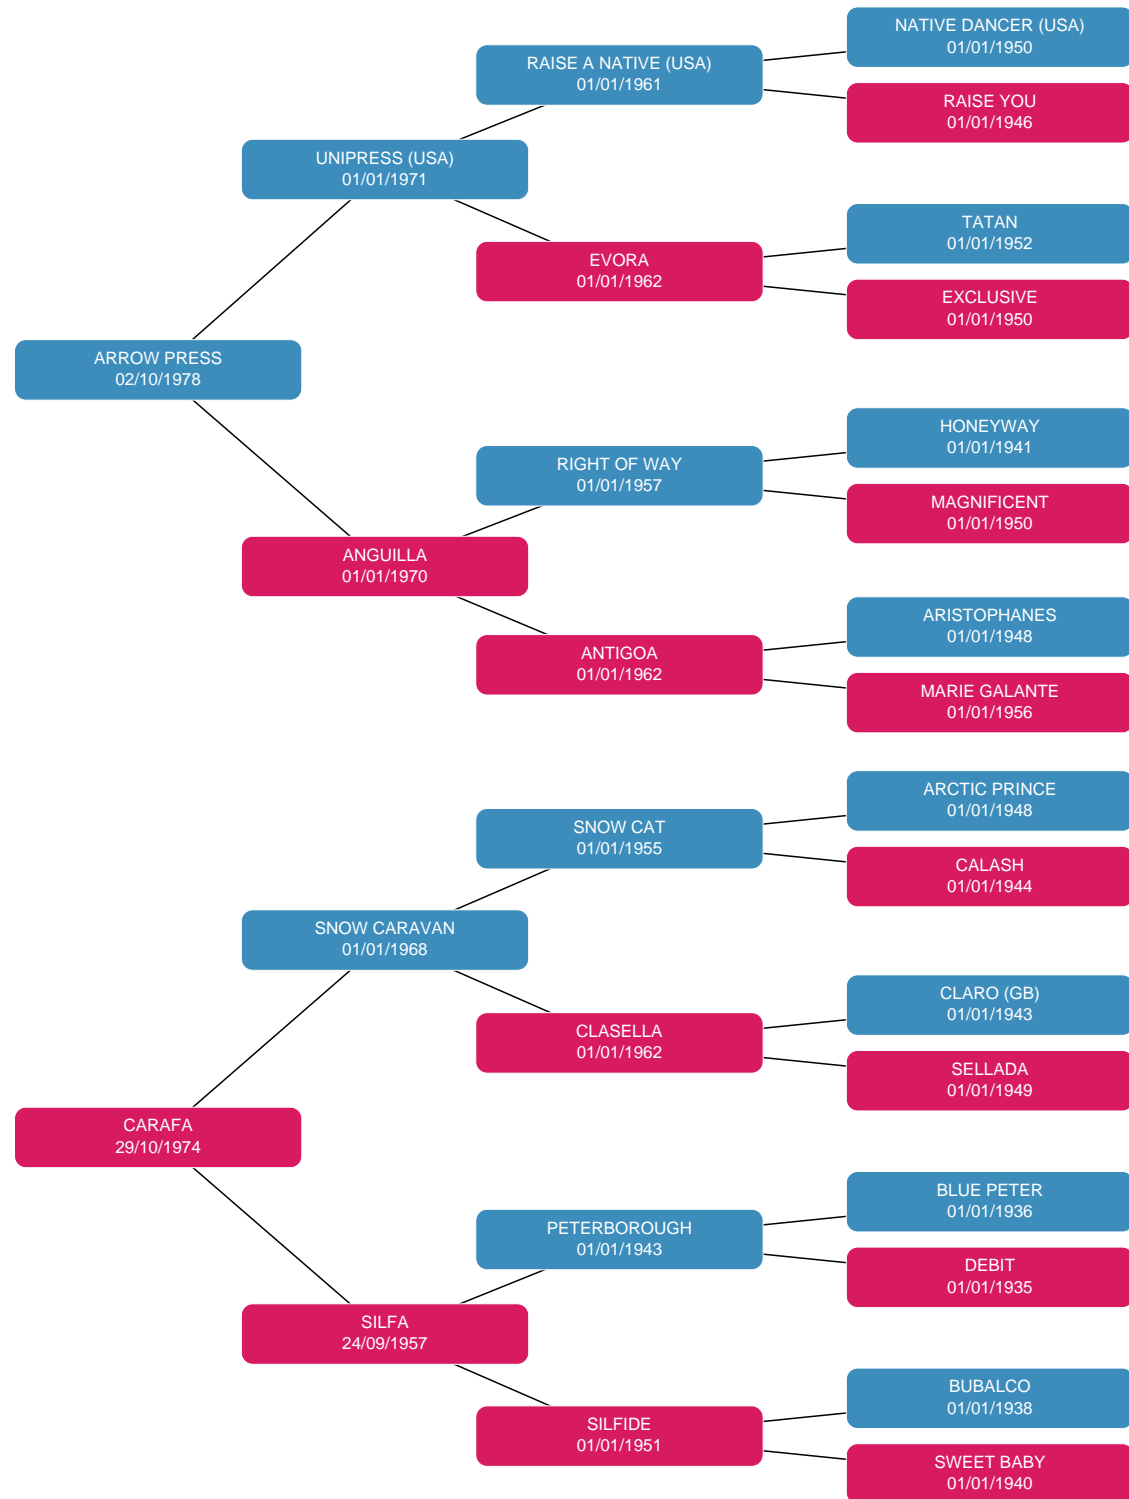 NATIVE DANCER (USA)
01/01/1950
RAISE A NATIVE (USA)
01/01/1961
RAISE YOU
01/01/1946
UNIPRESS (USA)
01/01/1971
TATAN
01/01/1952
EVORA
01/01/1962
EXCLUSIVE
01/01/1950
ARROW PRESS
02/10/1978
HONEYWAY
01/01/1941
RIGHT OF WAY
01/01/1957
MAGNIFICENT
01/01/1950
ANGUILLA
01/01/1970
ARISTOPHANES
01/01/1948
ANTIGOA
01/01/1962
MARIE GALANTE
01/01/1956
ARCTIC PRINCE
01/01/1948
SNOW CAT
01/01/1955
CALASH
01/01/1944
SNOW CARAVAN
01/01/1968
CLARO (GB)
01/01/1943
CLASELLA
01/01/1962
SELLADA
01/01/1949
CARAFA
29/10/1974
BLUE PETER
01/01/1936
PETERBOROUGH
01/01/1943
DEBIT
01/01/1935
SILFA
24/09/1957
BUBALCO
01/01/1938
SILFIDE
01/01/1951
SWEET BABY
01/01/1940